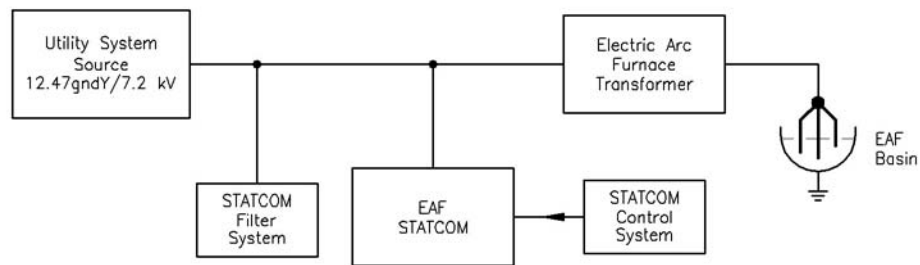 Utility System
Source
12.47gndY/7.2 kV
Electric Arc
Furnace
Transformer
EAF
Basin
STATCOM
Filter
System
EAF
STATCOM
STATCOM
Control
System